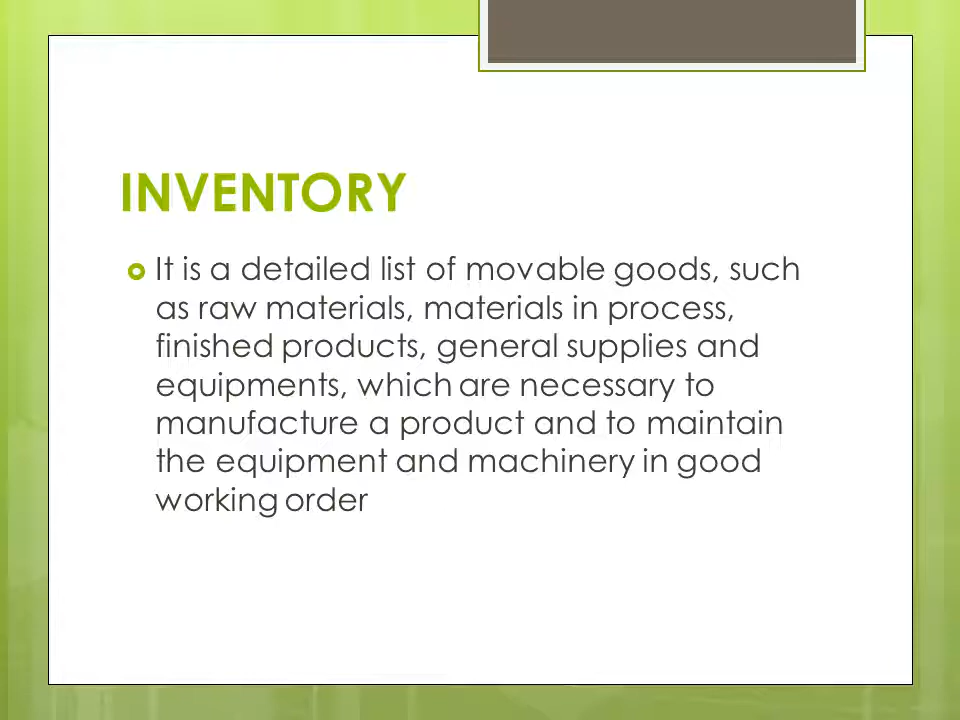 INVENTORY
It is a detailed list of movable goods, such
as raw materials, materials in process,
finished products, general supplies and
equipments, which are necessary to
manufacture a product and to maintain
the equipment and machinery in good
working order